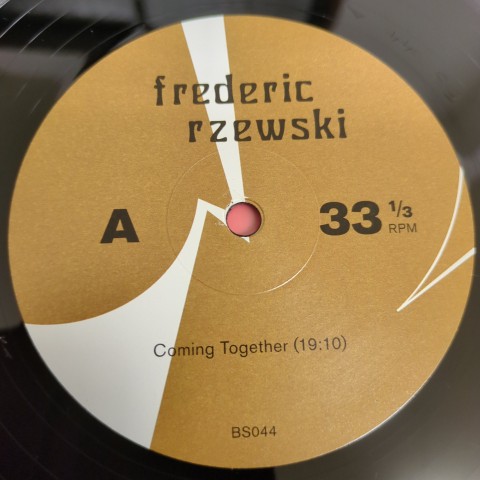 frederic
rzewski
A
33 1/3
RPM
Coming Together (19:10)
BS044